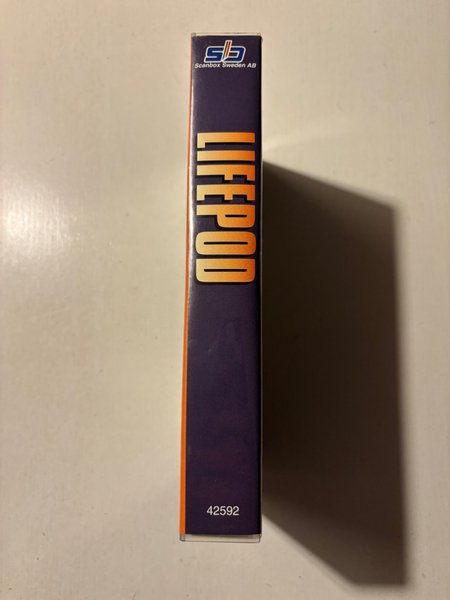 sb
Scanbox Sweden AB
LIFEPOD
42592